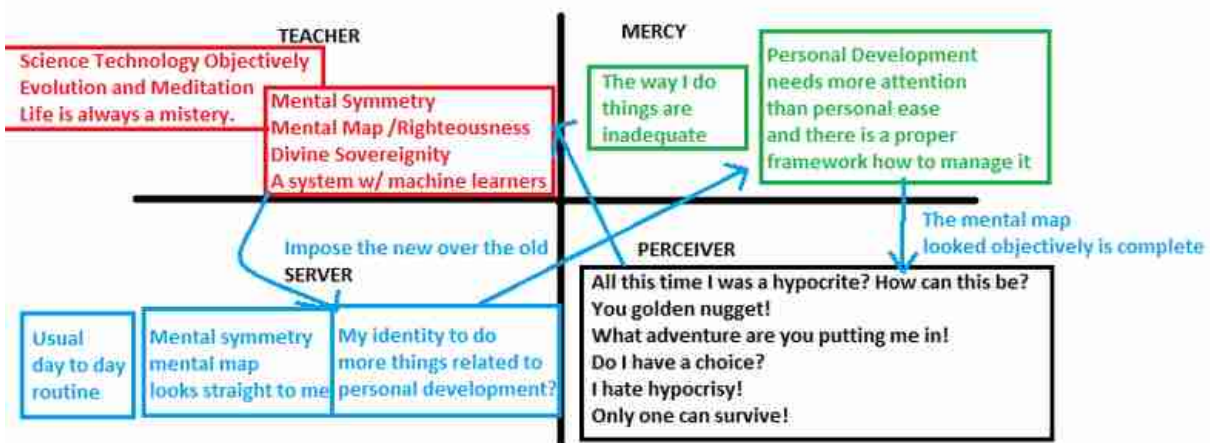 TEACHER
Science Technology Objectively
Evolution and Meditation
Life is always a mistery.
Mental Symmetry
Mental Map /Righteousness
Divine Sovereignity
A system w/ machine learners
MERCY
The way I do
things are
inadequate
Personal Development
needs more attention
than personal ease
and there is a proper
framework how to manage it
Impose the new over the old
SERVER
Usual
day to day
routine
Mental symmetry
mental map
looks straight to me
My identity to do
more things related to
personal development?
The mental map
looked objectively is complete
PERCEIVER
All this time I was a hypocrite? How can this be?
You golden nugget!
What adventure are you putting me in!
Do I have a choice?
I hate hypocrisy!
Only one can survive!